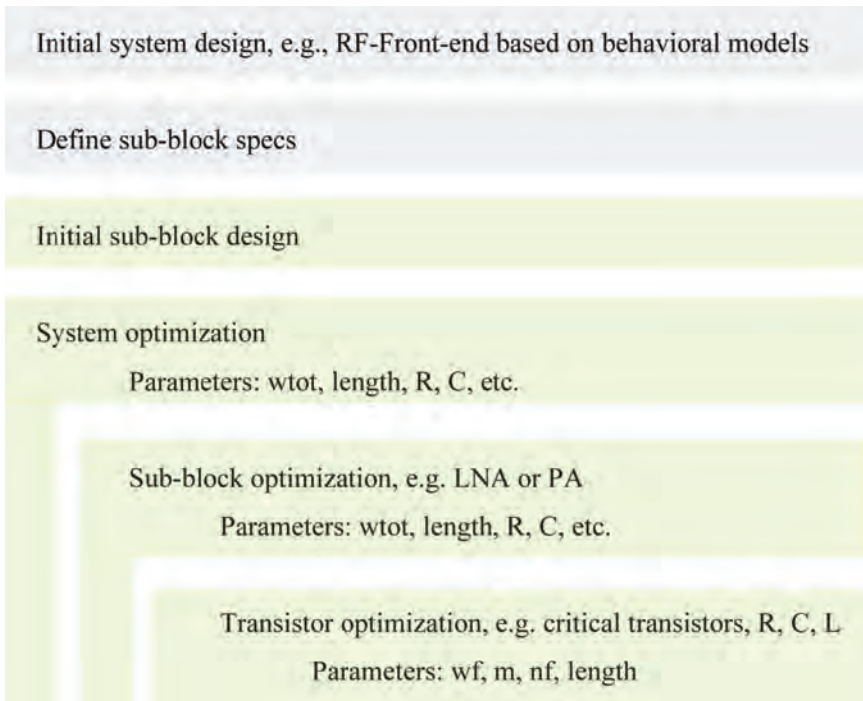 Initial system design, e.g., RF-Front-end based on behavioral models
Define sub-block specs
Initial sub-block design
System optimization
Parameters: wtot, length, R, C, etc.
Sub-block optimization, e.g. LNA or PA
Parameters: wtot, length, R, C, etc.
Transistor optimization, e.g. critical transistors, R, C, L
Parameters: wf, m, nf, length